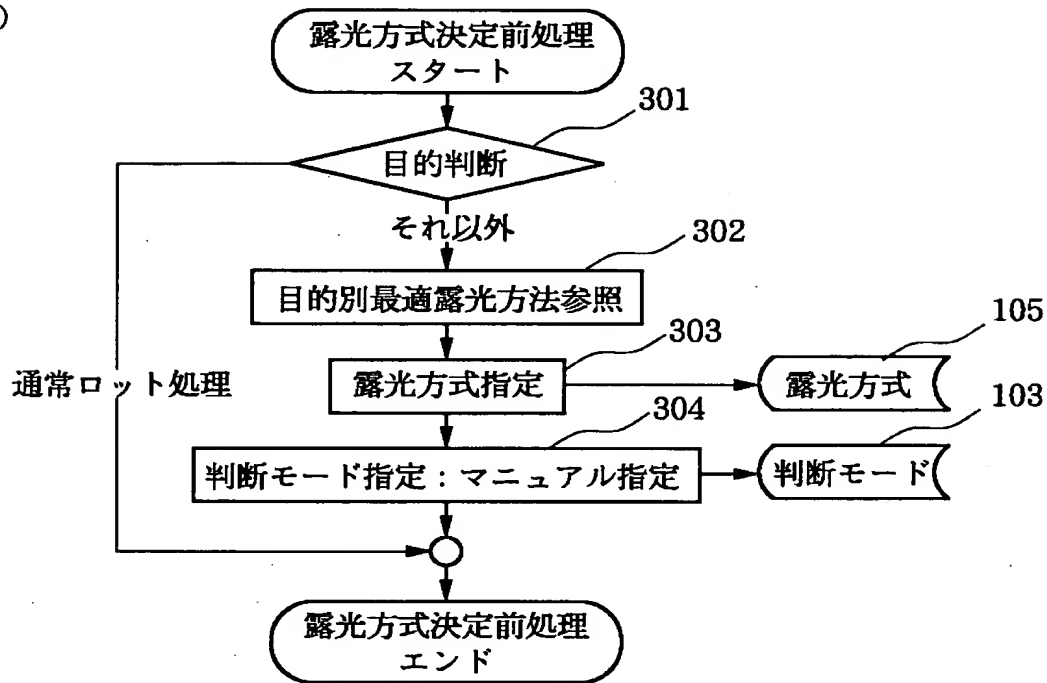 露光方式決定前処理
スタート
301
目的判断
それ以外
302
目的別最適露光方法参照
303
105
通常ロット処理
露光方式指定
露光方式
304
103
判断モード指定：マニュアル指定
判断モード
露光方式決定前処理
エンド